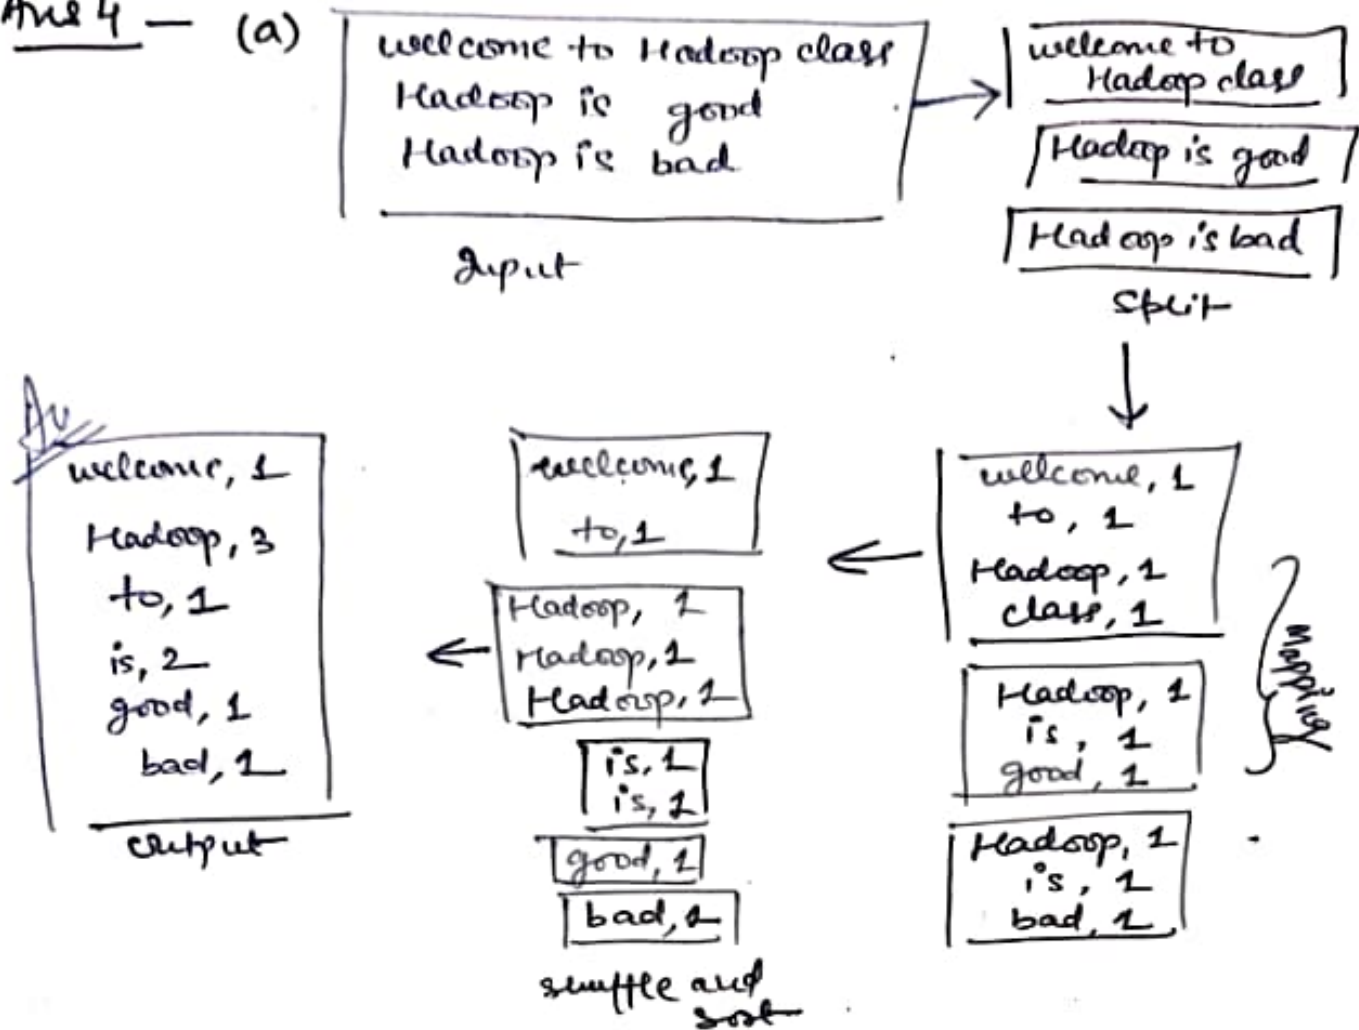 Ans 4 — (a)
welcome to Hadoop class
Hadoop is good
Hadoop is bad
Input
welcome to
Hadoop class
Hadoop is good
Hadoop is bad
Split
welcome, 1
to, 1
Hadoop, 1
class, 1
Hadoop, 1
is, 1
good, 1
Hadoop, 1
is, 1
bad, 1
Mapping
welcome, 1
to, 1
Hadoop, 1
Hadoop, 1
Hadoop, 1
is, 1
is, 1
good, 1
bad, 1
shuffle and
sort
welcome, 1
Hadoop, 3
to, 1
is, 2
good, 1
bad, 1
output